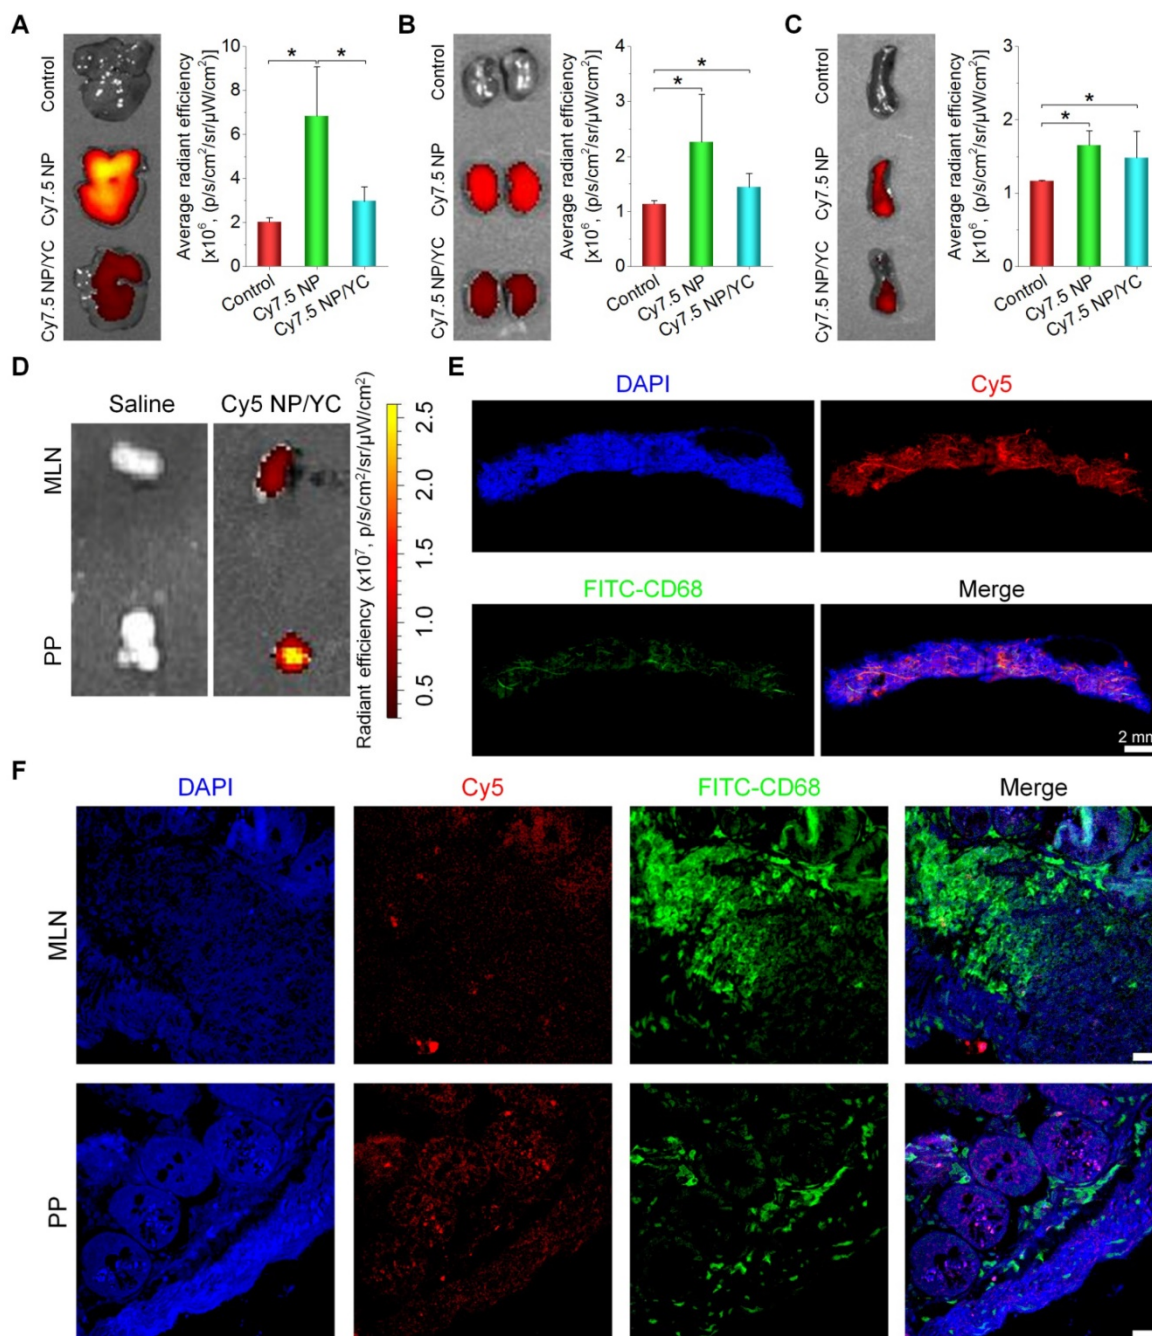 A
Control
Cy7.5 NP
Cy7.5 NP/YC
Average radiant efficiency
[x10⁶, (p/s/cm²/sr/µW/cm²)]
10
8
6
4
2
0
* *
Control
Cy7.5 NP
Cy7.5 NP/YC
B
Control
Cy7.5 NP
Cy7.5 NP/YC
Average radiant efficiency
[x10⁶, (p/s/cm²/sr/µW/cm²)]
4
3
2
1
0
*
*
Control
Cy7.5 NP
Cy7.5 NP/YC
C
Control
Cy7.5 NP
Cy7.5 NP/YC
Average radiant efficiency
[x10⁶, (p/s/cm²/sr/µW/cm²)]
3
2
1
0
*
*
Control
Cy7.5 NP
Cy7.5 NP/YC
D
Saline Cy5 NP/YC
MLN
PP
Radiant efficiency (x10⁷, p/s/cm²/sr/µW/cm²)
2.5
2.0
1.5
1.0
0.5
E
DAPI Cy5
FITC-CD68 Merge
2 mm
F
DAPI Cy5 FITC-CD68 Merge
MLN
PP